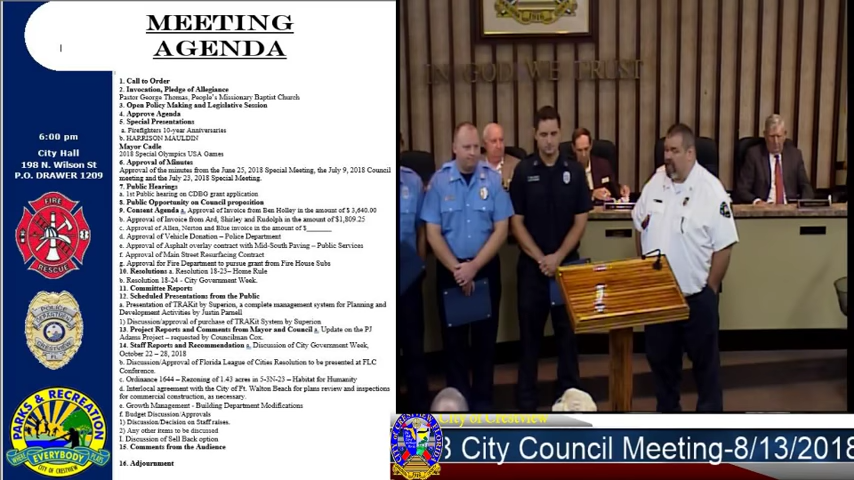 MEETING
AGENDA
1. Call to Order
2. Invocation, Pledge of Allegiance
Pastor George Thomas, People's Missionary Baptist Church
3. Open Policy Making and Legislative Session
4. Approve Agenda
5. Special Presentations
a. Firefighters 10-year Anniversaries
b. HARRISON MAULDIN
Mayor Cadle
2018 Special Olympics USA Games
6. Approval of Minutes
Approval of the minutes from the June 25, 2018 Special Meeting, the July 9, 2018 Council
meeting and the July 23, 2018 Special Meeting.
7. Public Hearings
a. 1st Public hearing on CDBG grant application
8. Public Opportunity on Council proposition
9. Consent Agenda a. Approval of Invoice from Ben Holley in the amount of $ 3,640.00
b. Approval of Invoice from Ard, Shirley and Rudolph in the amount of $1,809.25
c. Approval of Allen, Norton and Blue invoice in the amount of $______
d. Approval of Vehicle Donation – Police Department
e. Approval of Asphalt overlay contract with Mid-South Paving – Public Services
f. Approval of Main Street Resurfacing Contract
g. Approval for Fire Department to pursue grant from Fire House Subs
10. Resolutions a. Resolution 18-23– Home Rule
b. Resolution 18-24 - City Government Week.
11. Committee Reports
12. Scheduled Presentations from the Public
a. Presentation of TRAKit by Superion, a complete management system for Planning and
Development Activities by Justin Parnell
1) Discussion/approval of purchase of TRAKit System by Superion
13. Project Reports and Comments from Mayor and Council a. Update on the PJ
Adams Project – requested by Councilman Cox.
14. Staff Reports and Recommendation a. Discussion of City Government Week,
October 22 – 28, 2018
b. Discussion/Approval of Florida League of Cities Resolution to be presented at FLC
Conference.
c. Ordinance 1644 – Rezoning of 1.43 acres in 5-3N-23 – Habitat for Humanity
d. Interlocal agreement with the City of Ft. Walton Beach for plans review and inspections
for commercial construction, as necessary.
e. Growth Management - Building Department Modifications
f. Budget Discussion/Approvals
1) Discussion/Decision on Staff raises.
2) Any other items to be discussed
I. Discussion of Sell Back option
15. Comments from the Audience
16. Adjournment
6:00 pm
City Hall
198 N. Wilson St
P.O. DRAWER 1209
FIRE
RESCUE
POLICE
PARKS & RECREATION
WHERE EVERYBODY PLAYS
CITY OF CRESTVIEW
IN GOD WE TRUST
1916
City of Crestview
3 City Council Meeting-8/13/2018